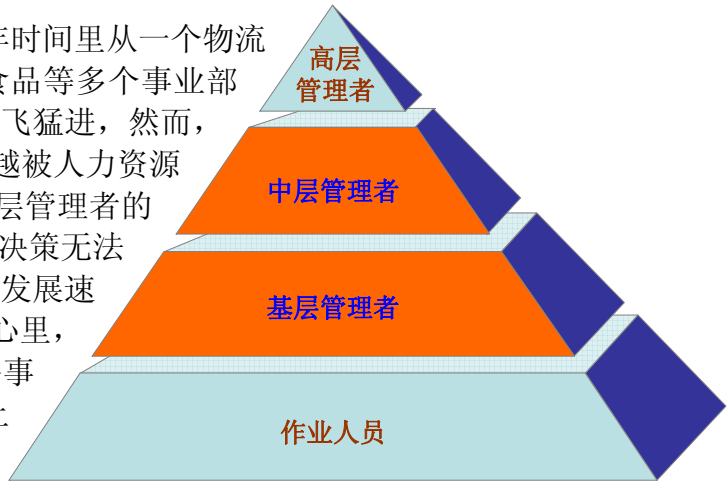 年时间里从一个物流
食品等多个事业部
飞猛进，然而，
越被人力资源
层管理者的
决策无法
发展速
心里，
事
高层
管理者
中层管理者
基层管理者
作业人员